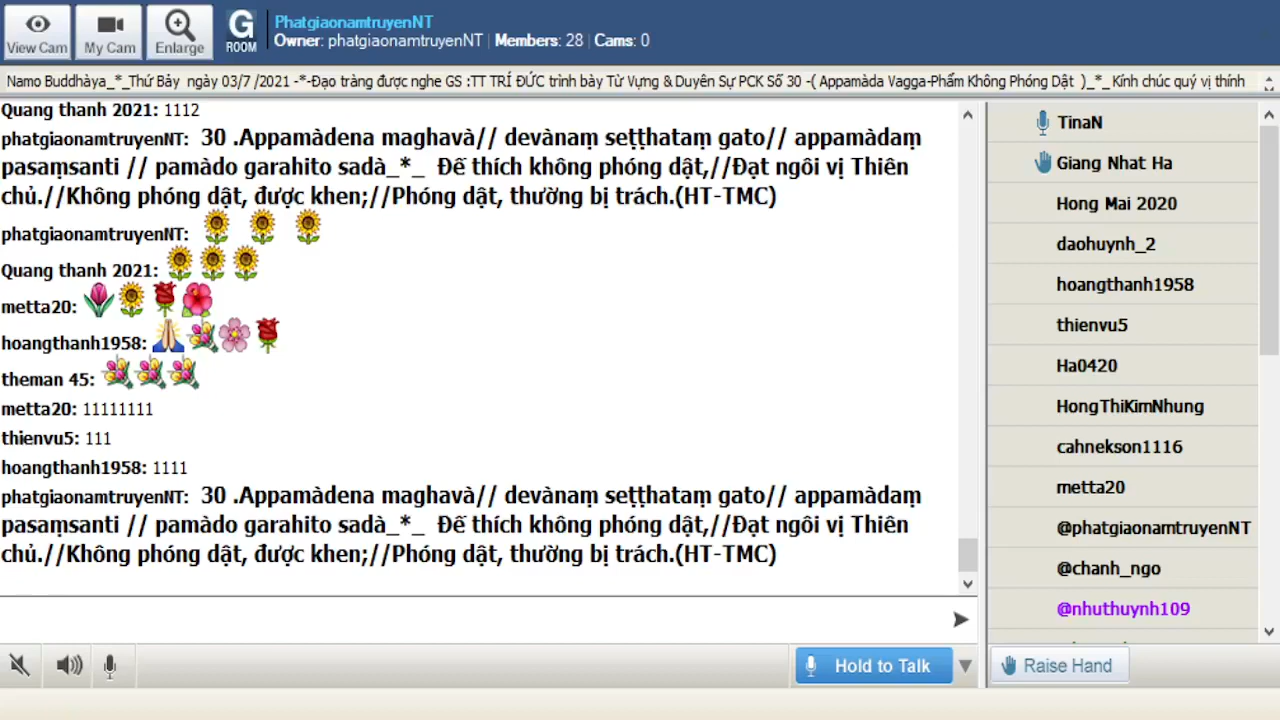 View Cam
My Cam
Enlarge
G
ROOM
PhatgiaonamtruyenNT
Owner: phatgiaonamtruyenNT | Members: 28 | Cams: 0
Namo Buddhàya_*_Thứ Bảy ngày 03/7 /2021 -*-Đạo tràng được nghe GS :TT TRÍ ĐỨC trình bày Từ Vựng & Duyên Sự PCK Số 30 -( Appamàda Vagga-Phẩm Không Phóng Dật )_*_ Kính chúc quý vị thính
Quang thanh 2021: 1112
phatgiaonamtruyenNT: 30 .Appamàdena maghavà// devànaṃ seṭṭhataṃ gato// appamàdaṃ
pasaṃsanti // pamàdo garahito sadà_*_ Đế thích không phóng dật,//Đạt ngôi vị Thiên
chủ.//Không phóng dật, được khen;//Phóng dật, thường bị trách.(HT-TMC)
phatgiaonamtruyenNT:
Quang thanh 2021:
metta20:
hoangthanh1958:
theman 45:
metta20: 11111111
thienvu5: 111
hoangthanh1958: 1111
phatgiaonamtruyenNT: 30 .Appamàdena maghavà// devànaṃ seṭṭhataṃ gato// appamàdaṃ
pasaṃsanti // pamàdo garahito sadà_*_ Đế thích không phóng dật,//Đạt ngôi vị Thiên
chủ.//Không phóng dật, được khen;//Phóng dật, thường bị trách.(HT-TMC)
TinaN
Giang Nhat Ha
Hong Mai 2020
daohuynh_2
hoangthanh1958
thienvu5
Ha0420
HongThiKimNhung
cahnekson1116
metta20
@phatgiaonamtruyenNT
@chanh_ngo
@nhuthuynh109
Hold to Talk
Raise Hand